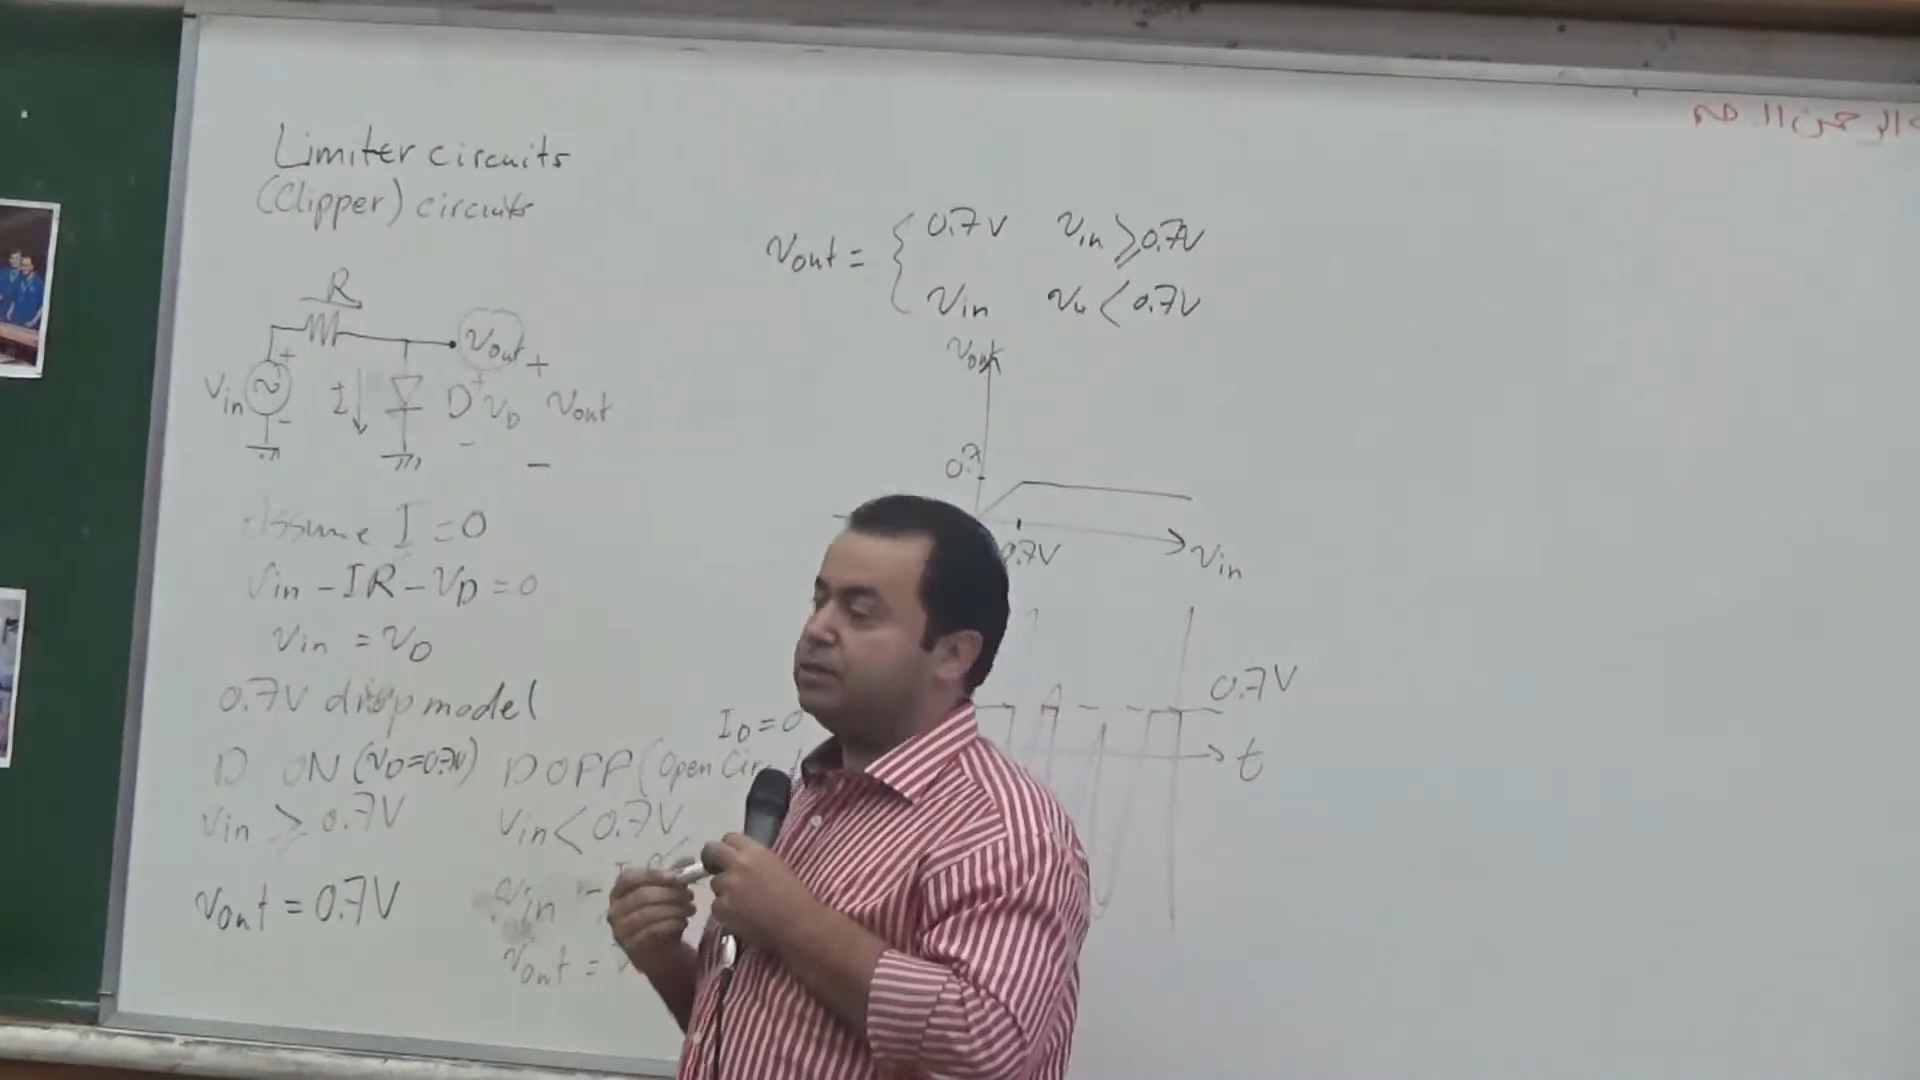 Limiter circuits
(Clipper) circuits
R
Vout
+
+
Vin
-
I
D
+
VD
-
Vout
-
Assume I = 0
Vin - IR - VD = 0
Vin = VD
0.7V drop model
D ON (VD=0.7V)
Vin ≥ 0.7V
Vout = 0.7V
ID = 0
D OFF (Open
Vin < 0.7V
Vin -
Vout =
Vout = { 0.7V Vin ≥ 0.7V
Vin Vin < 0.7V
Vout
0.7
0.7V
Vin
0.7V
t